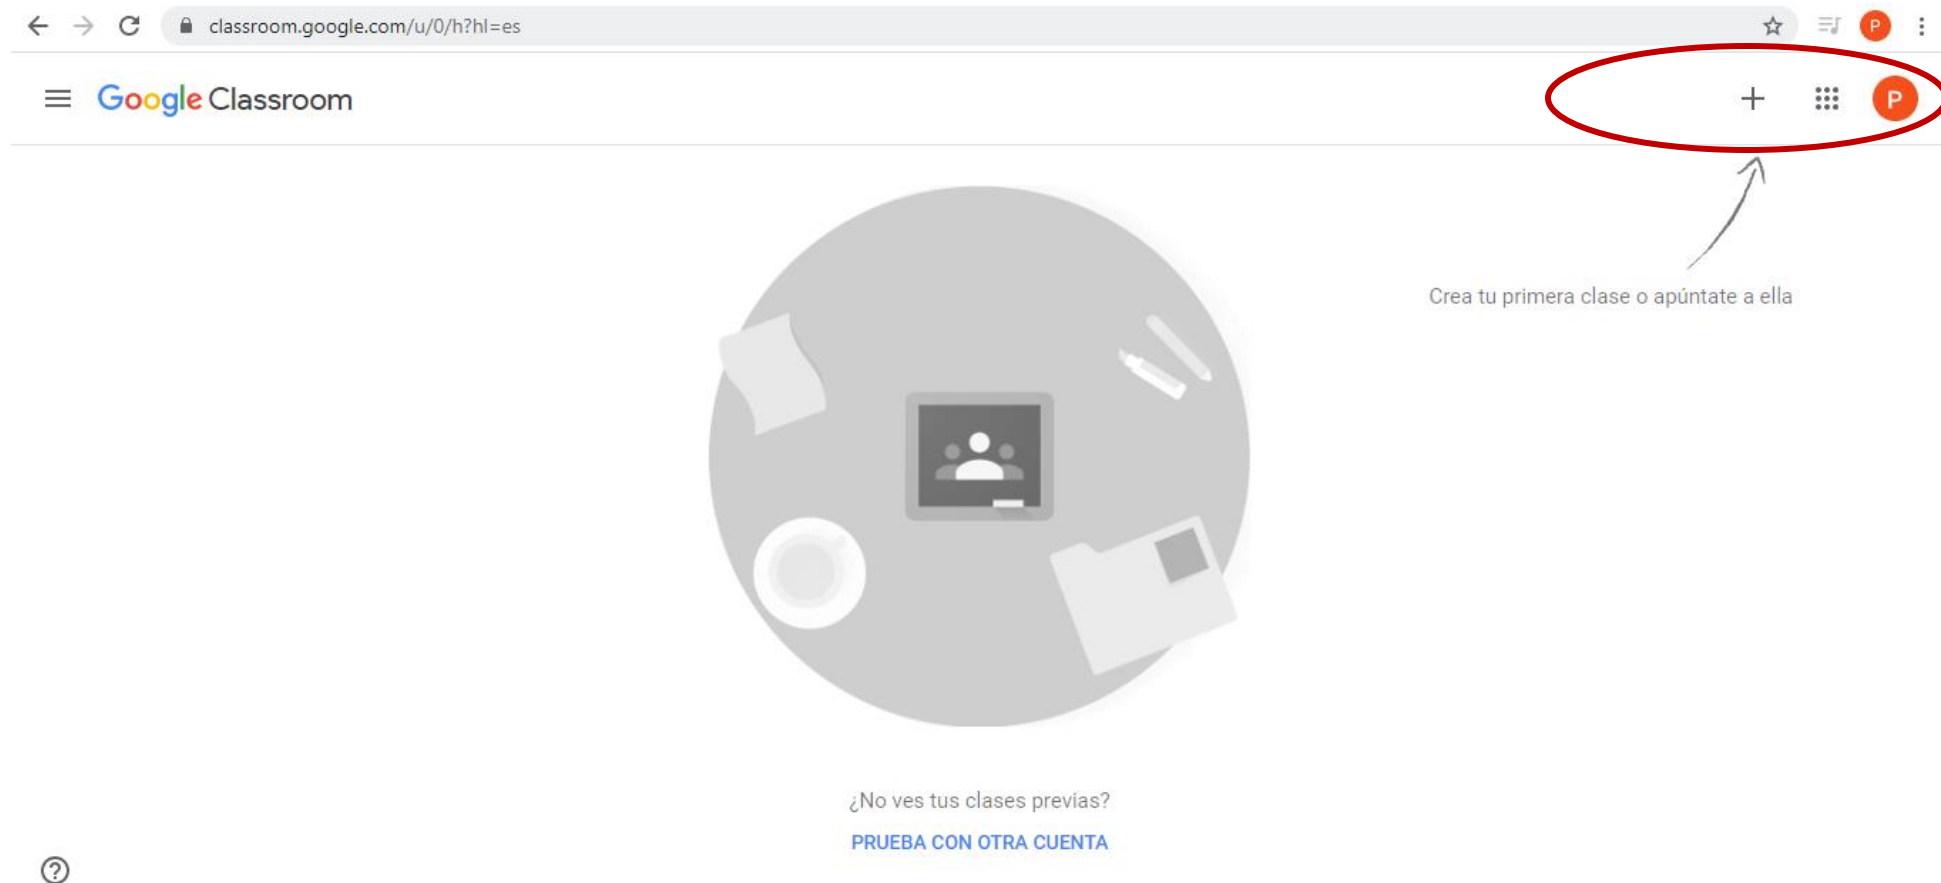 classroom.google.com/u/0/h?hl=es
P
Google Classroom
P
Crea tu primera clase o apúntate a ella
¿No ves tus clases previas?
PRUEBA CON OTRA CUENTA